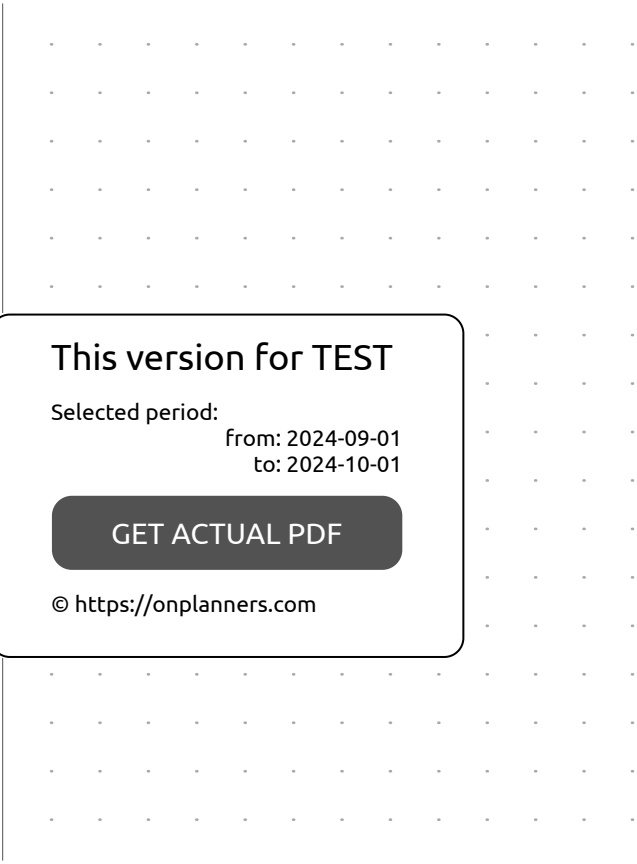 This version for TEST
Selected period:
from: 2024-09-01
to: 2024-10-01
GET ACTUAL PDF
© https://onplanners.com